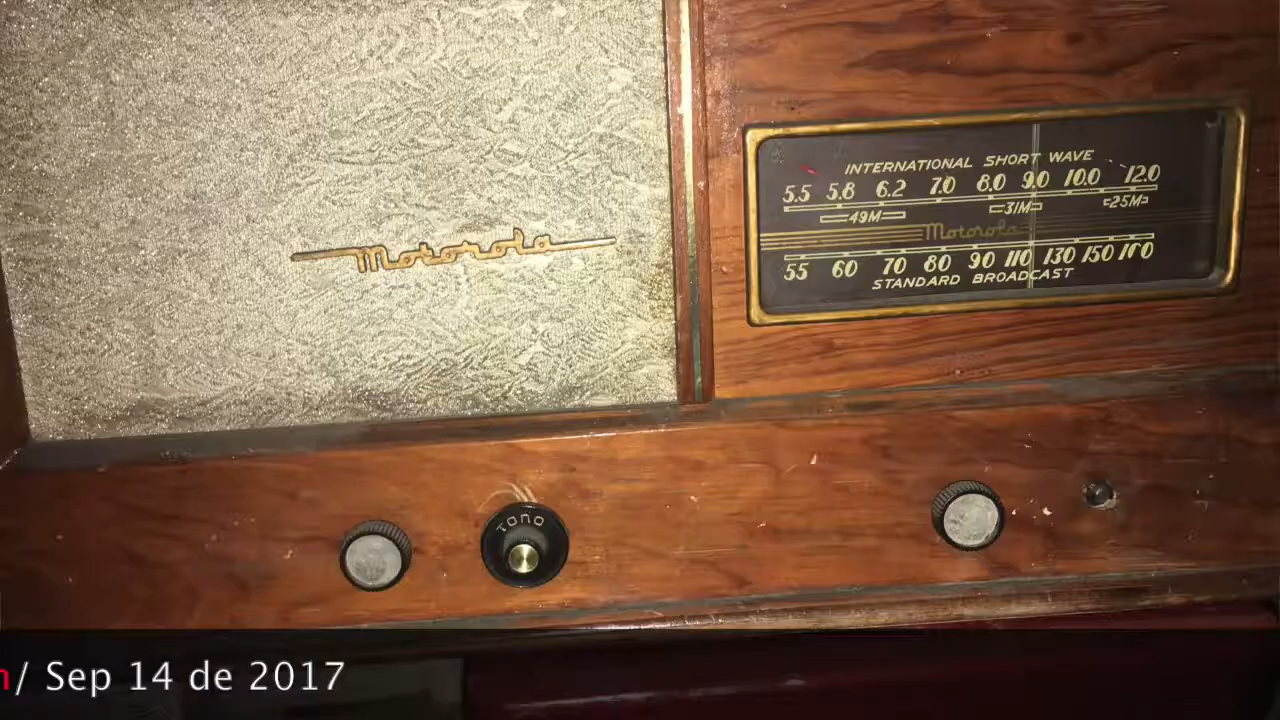 Motorola
INTERNATIONAL SHORT WAVE
5.5 5.8 6.2 7.0 8.0 9.0 10.0 12.0
49M 31M 25M
Motorola
55 60 70 80 90 110 130 150 160
STANDARD BROADCAST
TONO
/ Sep 14 de 2017